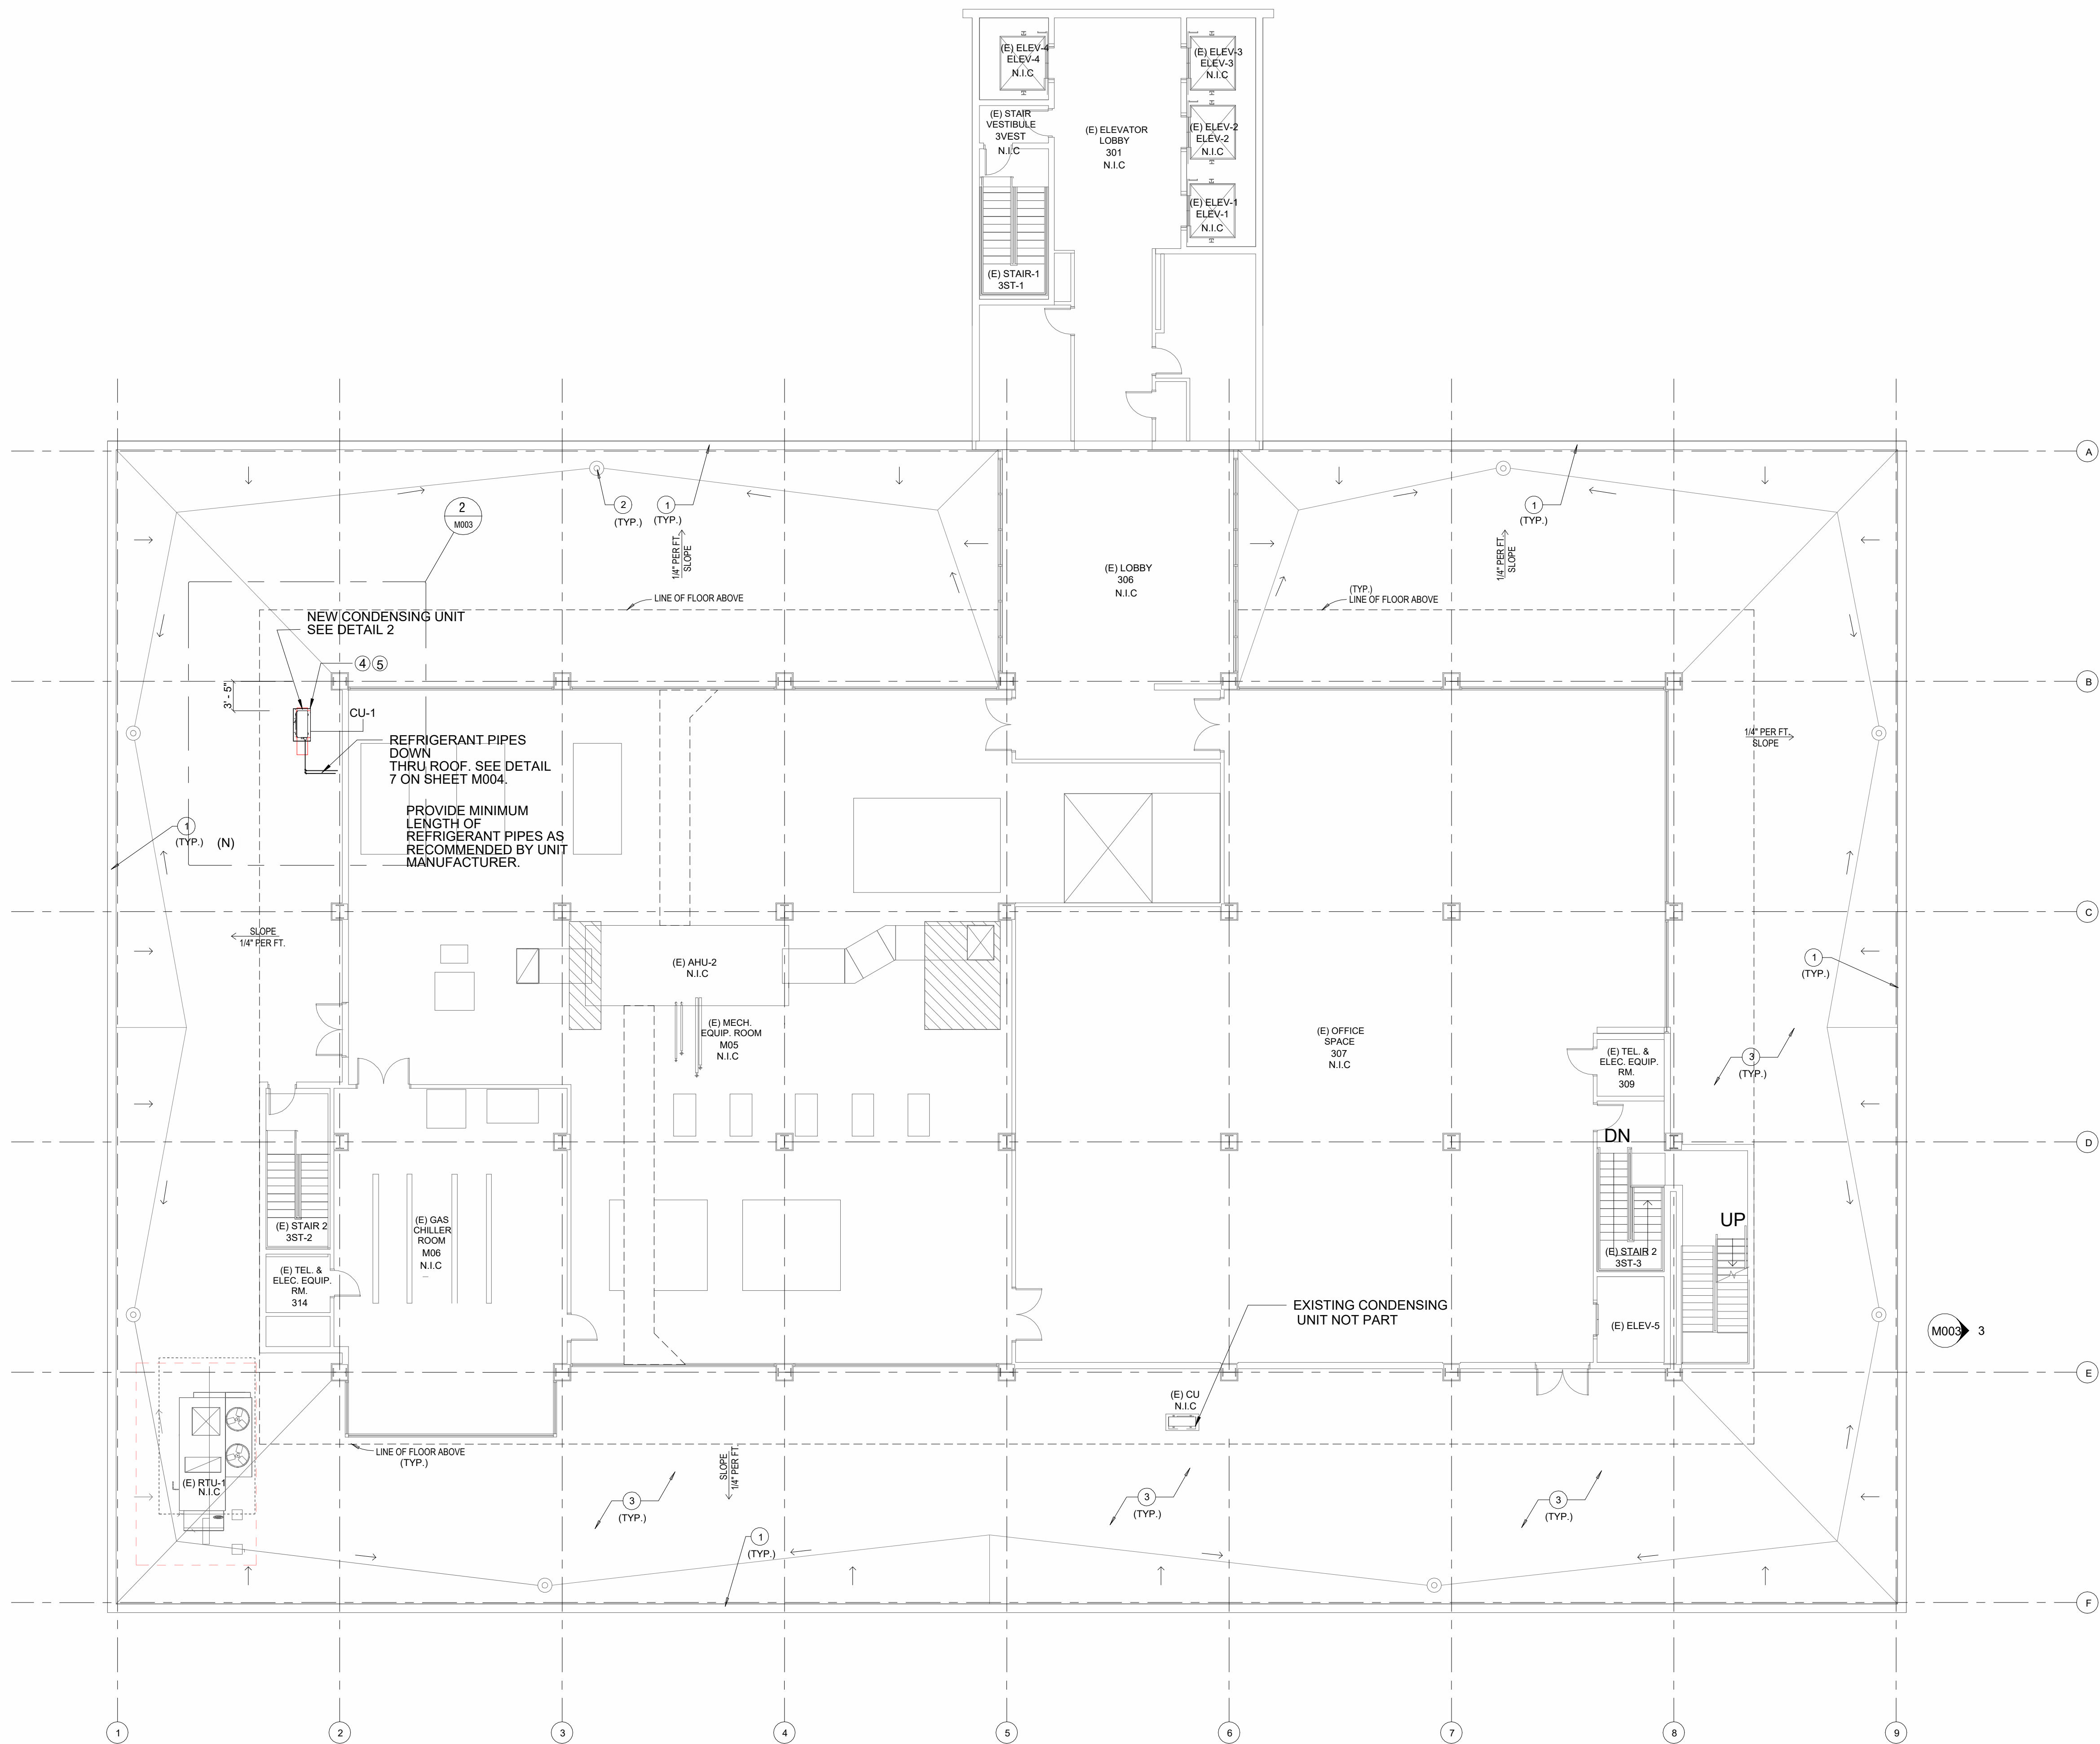 (E) ELEV-4
ELEV-4
N.I.C
(E) ELEV-3
ELEV-3
N.I.C
(E) STAIR
VESTIBULE
3VEST
N.I.C
(E) ELEVATOR
LOBBY
301
N.I.C
(E) ELEV-2
ELEV-2
N.I.C
(E) ELEV-1
ELEV-1
N.I.C
(E) STAIR-1
3ST-1
A
2
M003
2
(TYP.)
1
(TYP.)
1
(TYP.)
1/4" PER FT.
SLOPE
1/4" PER FT.
SLOPE
(E) LOBBY
306
N.I.C
LINE OF FLOOR ABOVE
(TYP.)
LINE OF FLOOR ABOVE
NEW CONDENSING UNIT
SEE DETAIL 2
4 5
B
3' - 5"
CU-1
REFRIGERANT PIPES
DOWN
THRU ROOF. SEE DETAIL
7 ON SHEET M004.
1/4" PER FT.
SLOPE
PROVIDE MINIMUM
LENGTH OF
REFRIGERANT PIPES AS
RECOMMENDED BY UNIT
MANUFACTURER.
1
(TYP.)
(N)
C
SLOPE
1/4" PER FT.
(E) AHU-2
N.I.C
1
(TYP.)
(E) MECH.
EQUIP. ROOM
M05
N.I.C
(E) OFFICE
SPACE
307
N.I.C
(E) TEL. &
ELEC. EQUIP.
RM.
309
3
(TYP.)
DN
D
(E) STAIR 2
3ST-2
(E) GAS
CHILLER
ROOM
M06
N.I.C
UP
(E) STAIR 2
3ST-3
(E) TEL. &
ELEC. EQUIP.
RM.
314
EXISTING CONDENSING
UNIT NOT PART
(E) ELEV-5
M003
3
E
(E) CU
N.I.C
LINE OF FLOOR ABOVE
(TYP.)
SLOPE
1/4" PER FT.
(E) RTU-1
N.I.C
3
(TYP.)
3
(TYP.)
3
(TYP.)
1
(TYP.)
F
1
2
3
4
5
6
7
8
9